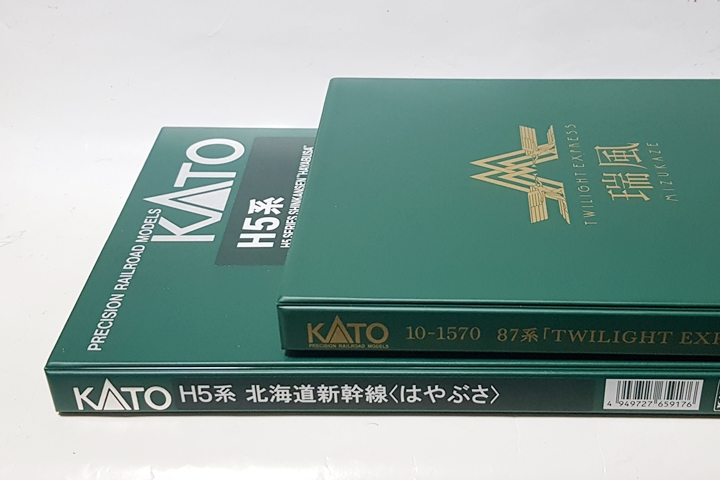 PRECISION RAILROAD MODELS
KATO
H5系
H5 SERIES SHINKANSEN "HAYABUSA"
TWILIGHT EXPRESS
瑞風
MIZUKAZE
KATO
PRECISION RAILROAD MODELS
10-1570 87系「TWILIGHT EXP
KATO H5系 北海道新幹線〈はやぶさ〉
4 949727 659176